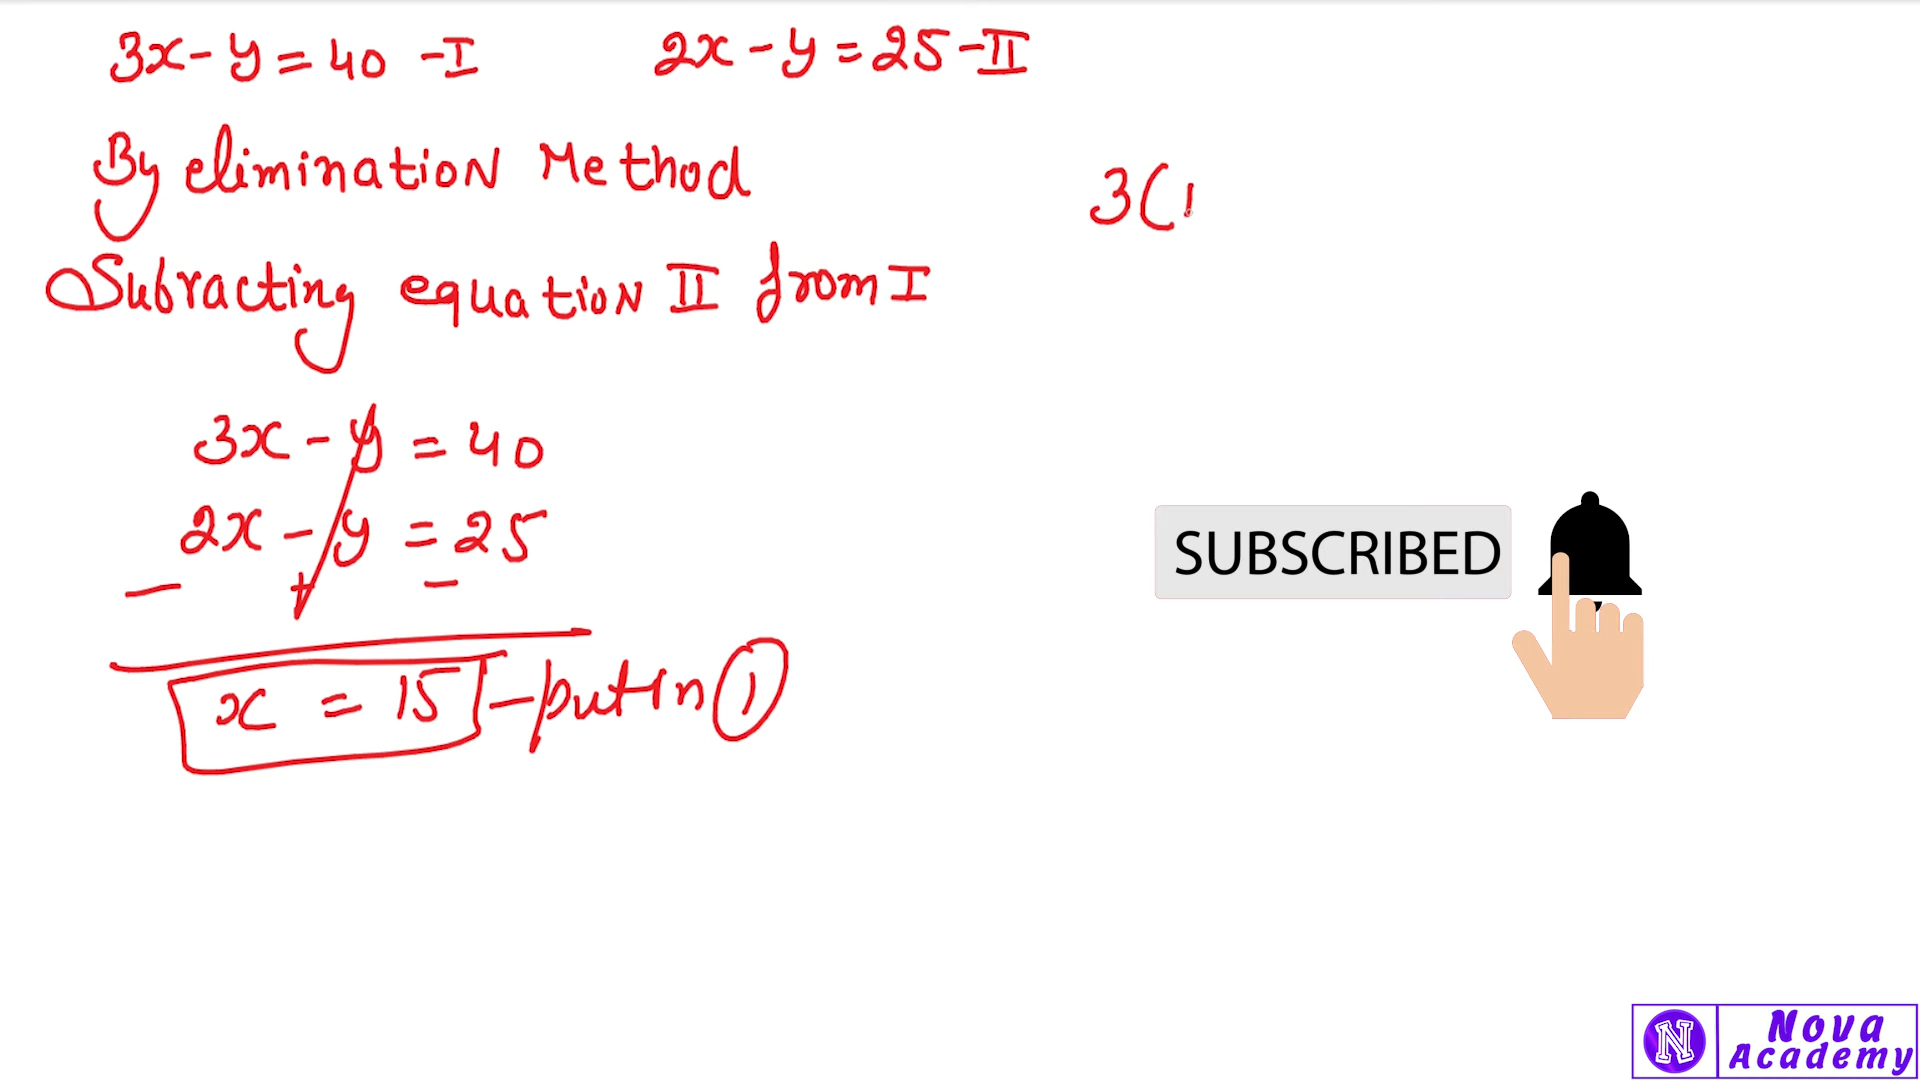 3x-y=40 -I
2x-y=25-II
By elimination Method
Subracting equation II from I
3x-y=40
2x-y=25
- + -
x = 15 -put In 1
3(1
SUBSCRIBED
N
Nova
Academy